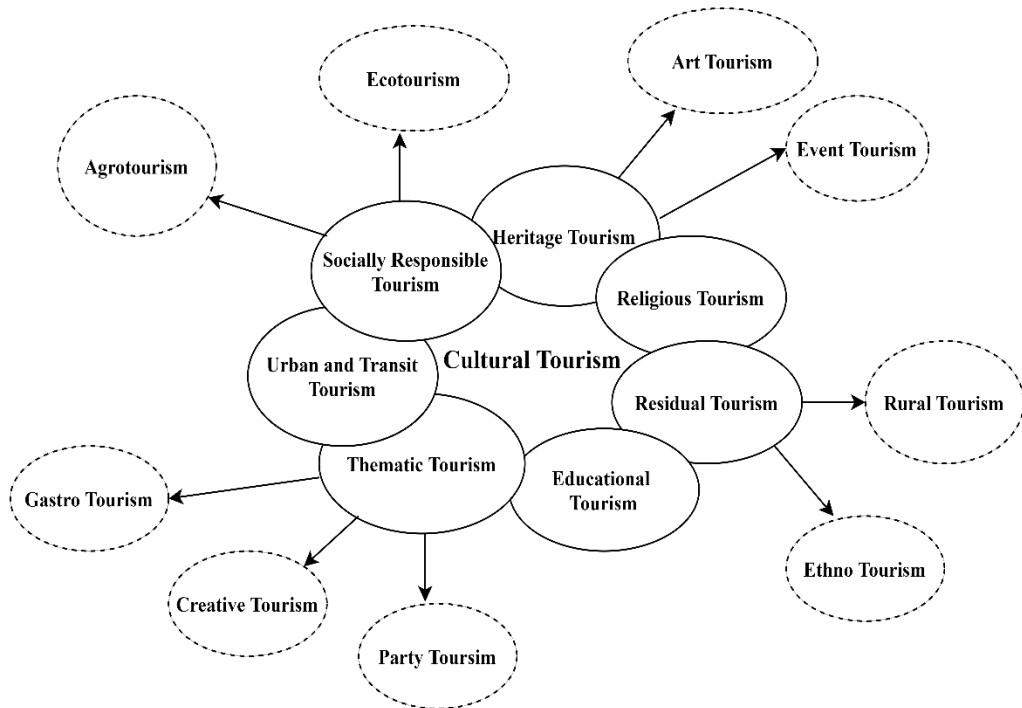 Art Tourism
Ecotourism
Event Tourism
Agrotourism
Heritage Tourism
Socially Responsible
Tourism
Religious Tourism
Cultural Tourism
Urban and Transit
Tourism
Residual Tourism
Rural Tourism
Thematic Tourism
Educational
Tourism
Gastro Tourism
Ethno Tourism
Creative Tourism
Party Toursim